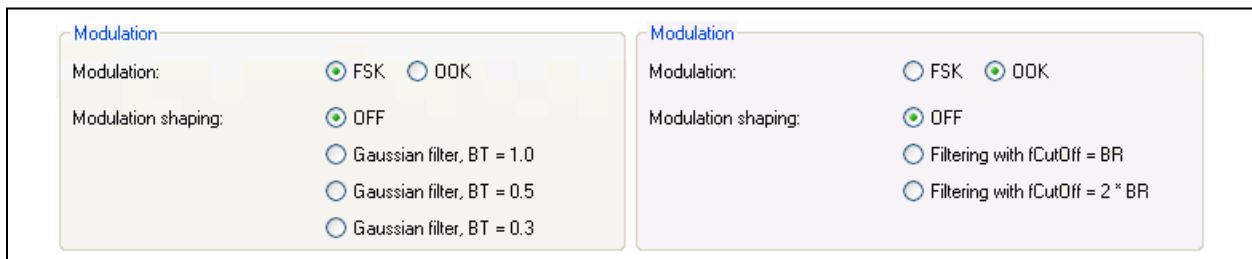 Modulation
Modulation: FSK OOK
Modulation shaping: OFF
Gaussian filter, BT = 1.0
Gaussian filter, BT = 0.5
Gaussian filter, BT = 0.3
Modulation
Modulation: FSK OOK
Modulation shaping: OFF
Filtering with fCutOff = BR
Filtering with fCutOff = 2 * BR